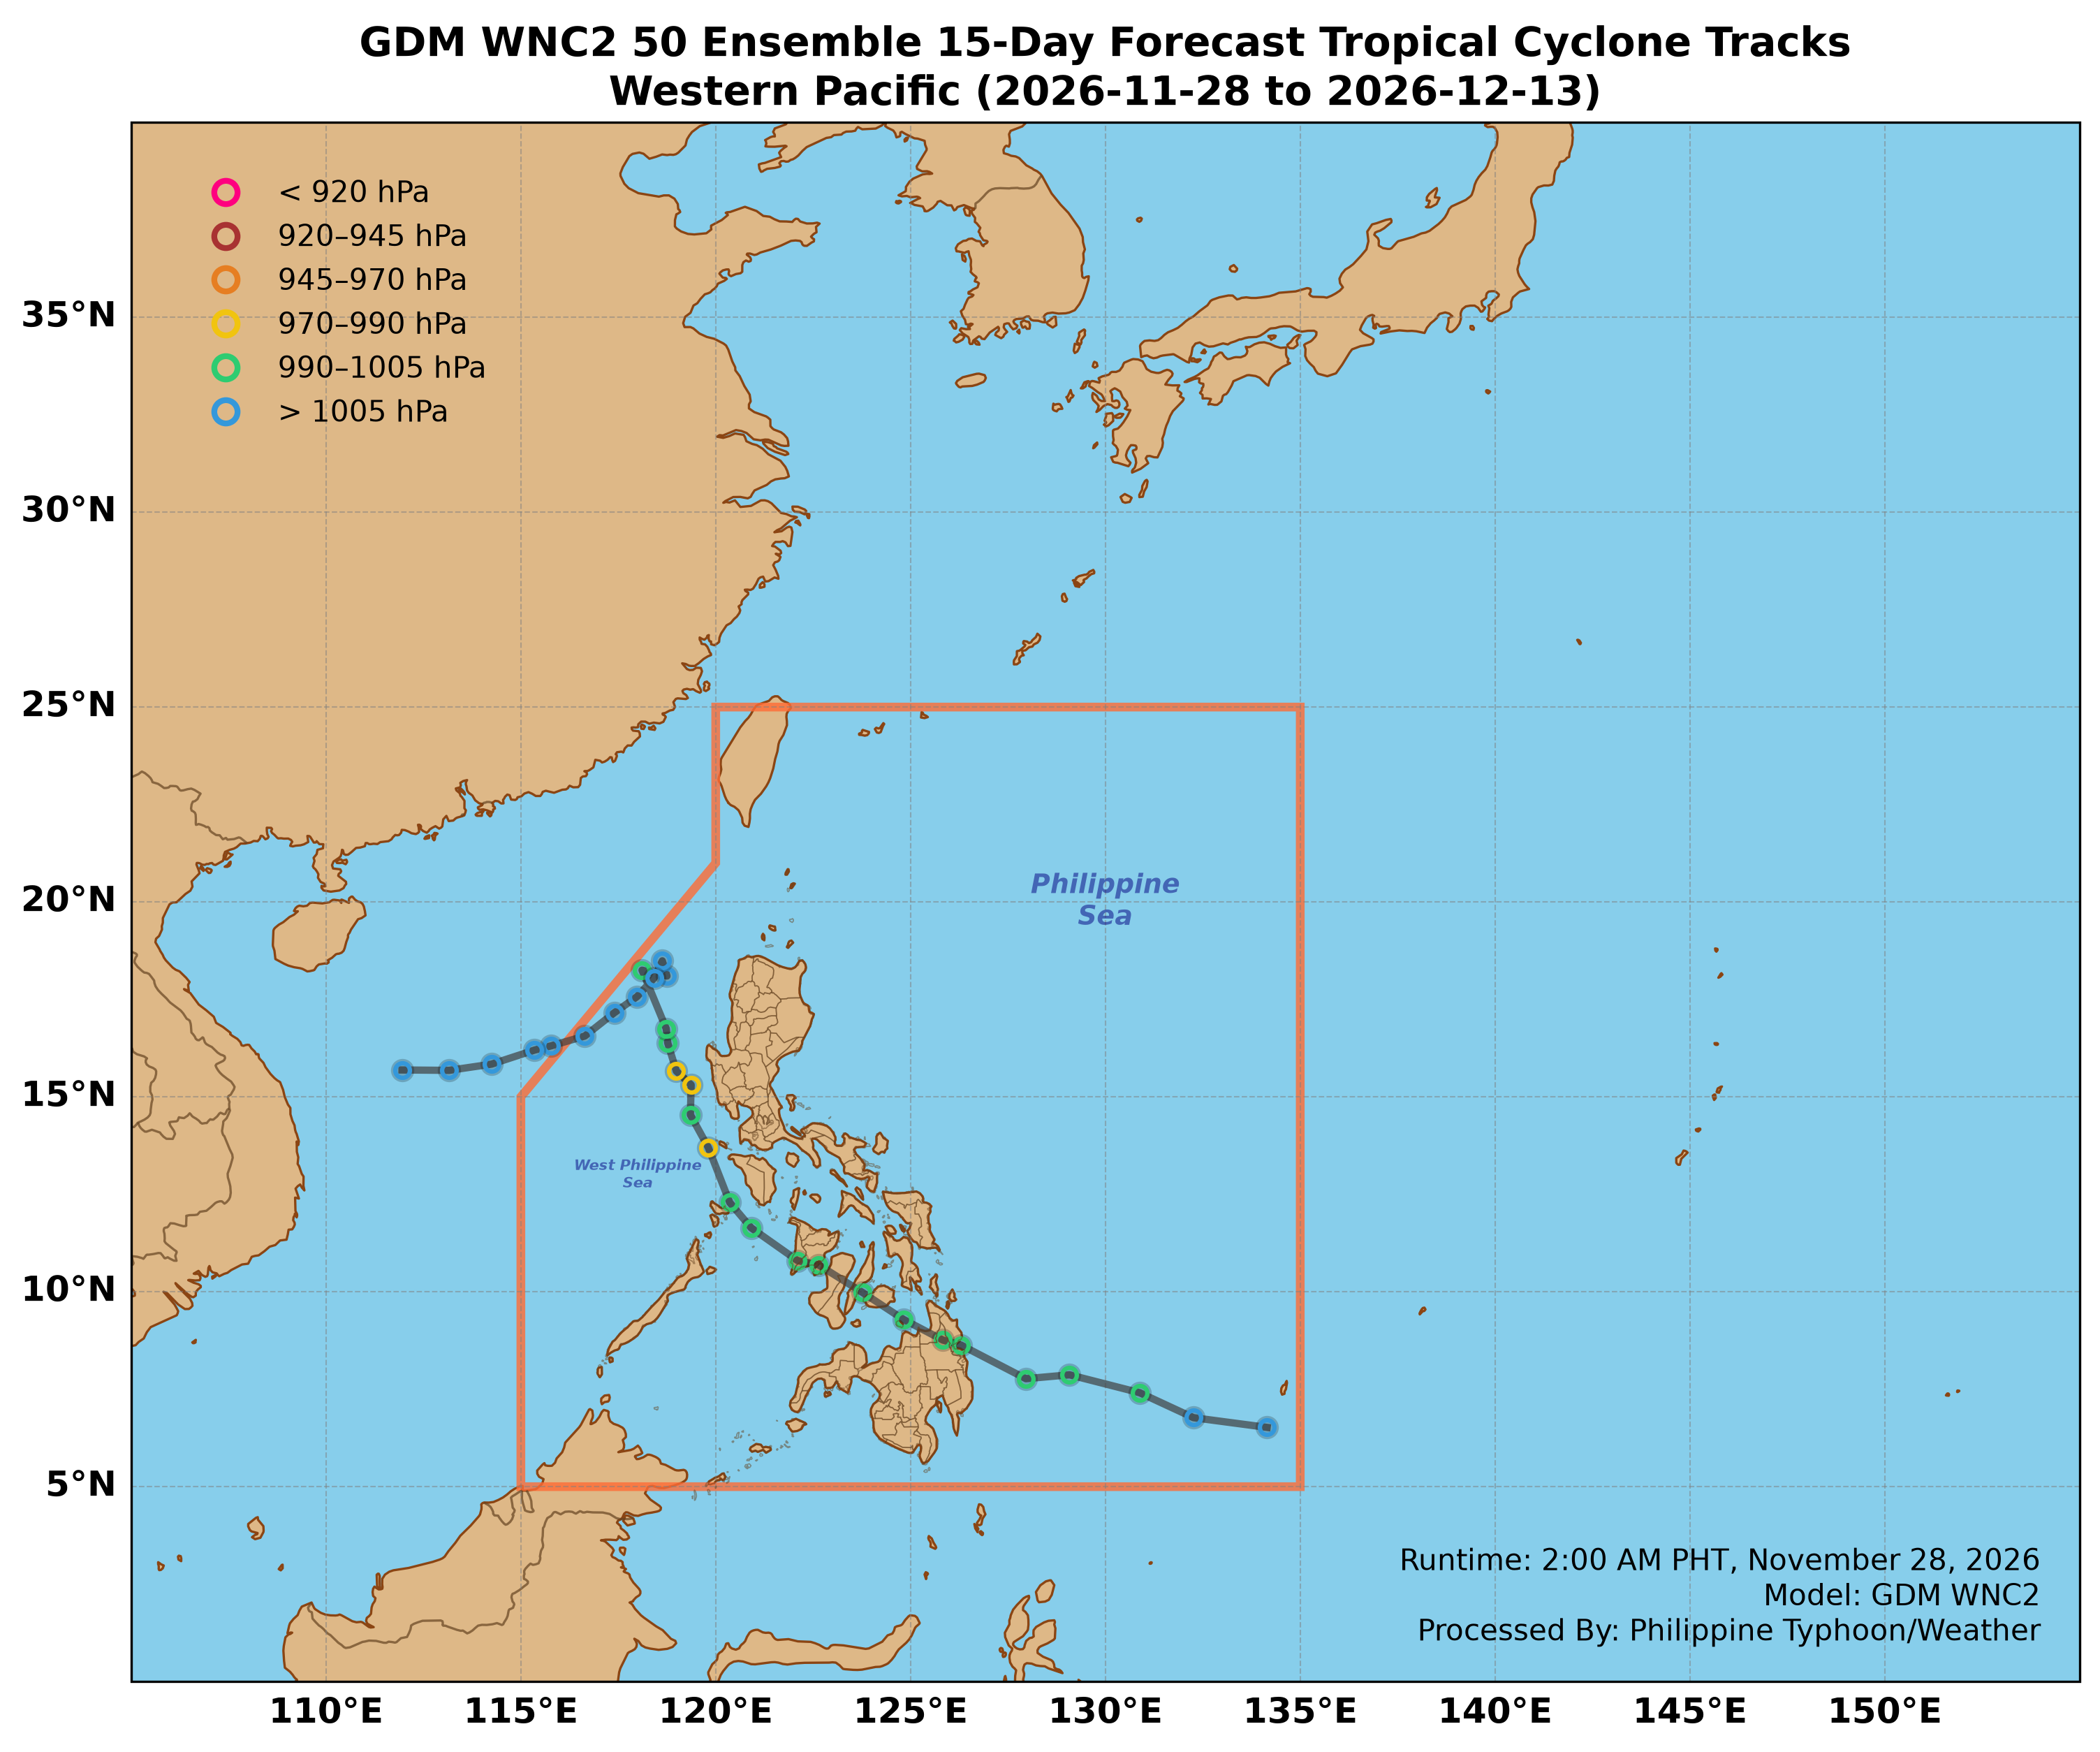 GDM WNC2 50 Ensemble 15-Day Forecast Tropical Cyclone Tracks
Western Pacific (2026-11-28 to 2026-12-13)
< 920 hPa
920–945 hPa
945–970 hPa
970–990 hPa
990–1005 hPa
> 1005 hPa
35°N
30°N
25°N
20°N
15°N
10°N
5°N
Philippine
Sea
West Philippine
Sea
Runtime: 2:00 AM PHT, November 28, 2026
Model: GDM WNC2
Processed By: Philippine Typhoon/Weather
110°E
115°E
120°E
125°E
130°E
135°E
140°E
145°E
150°E